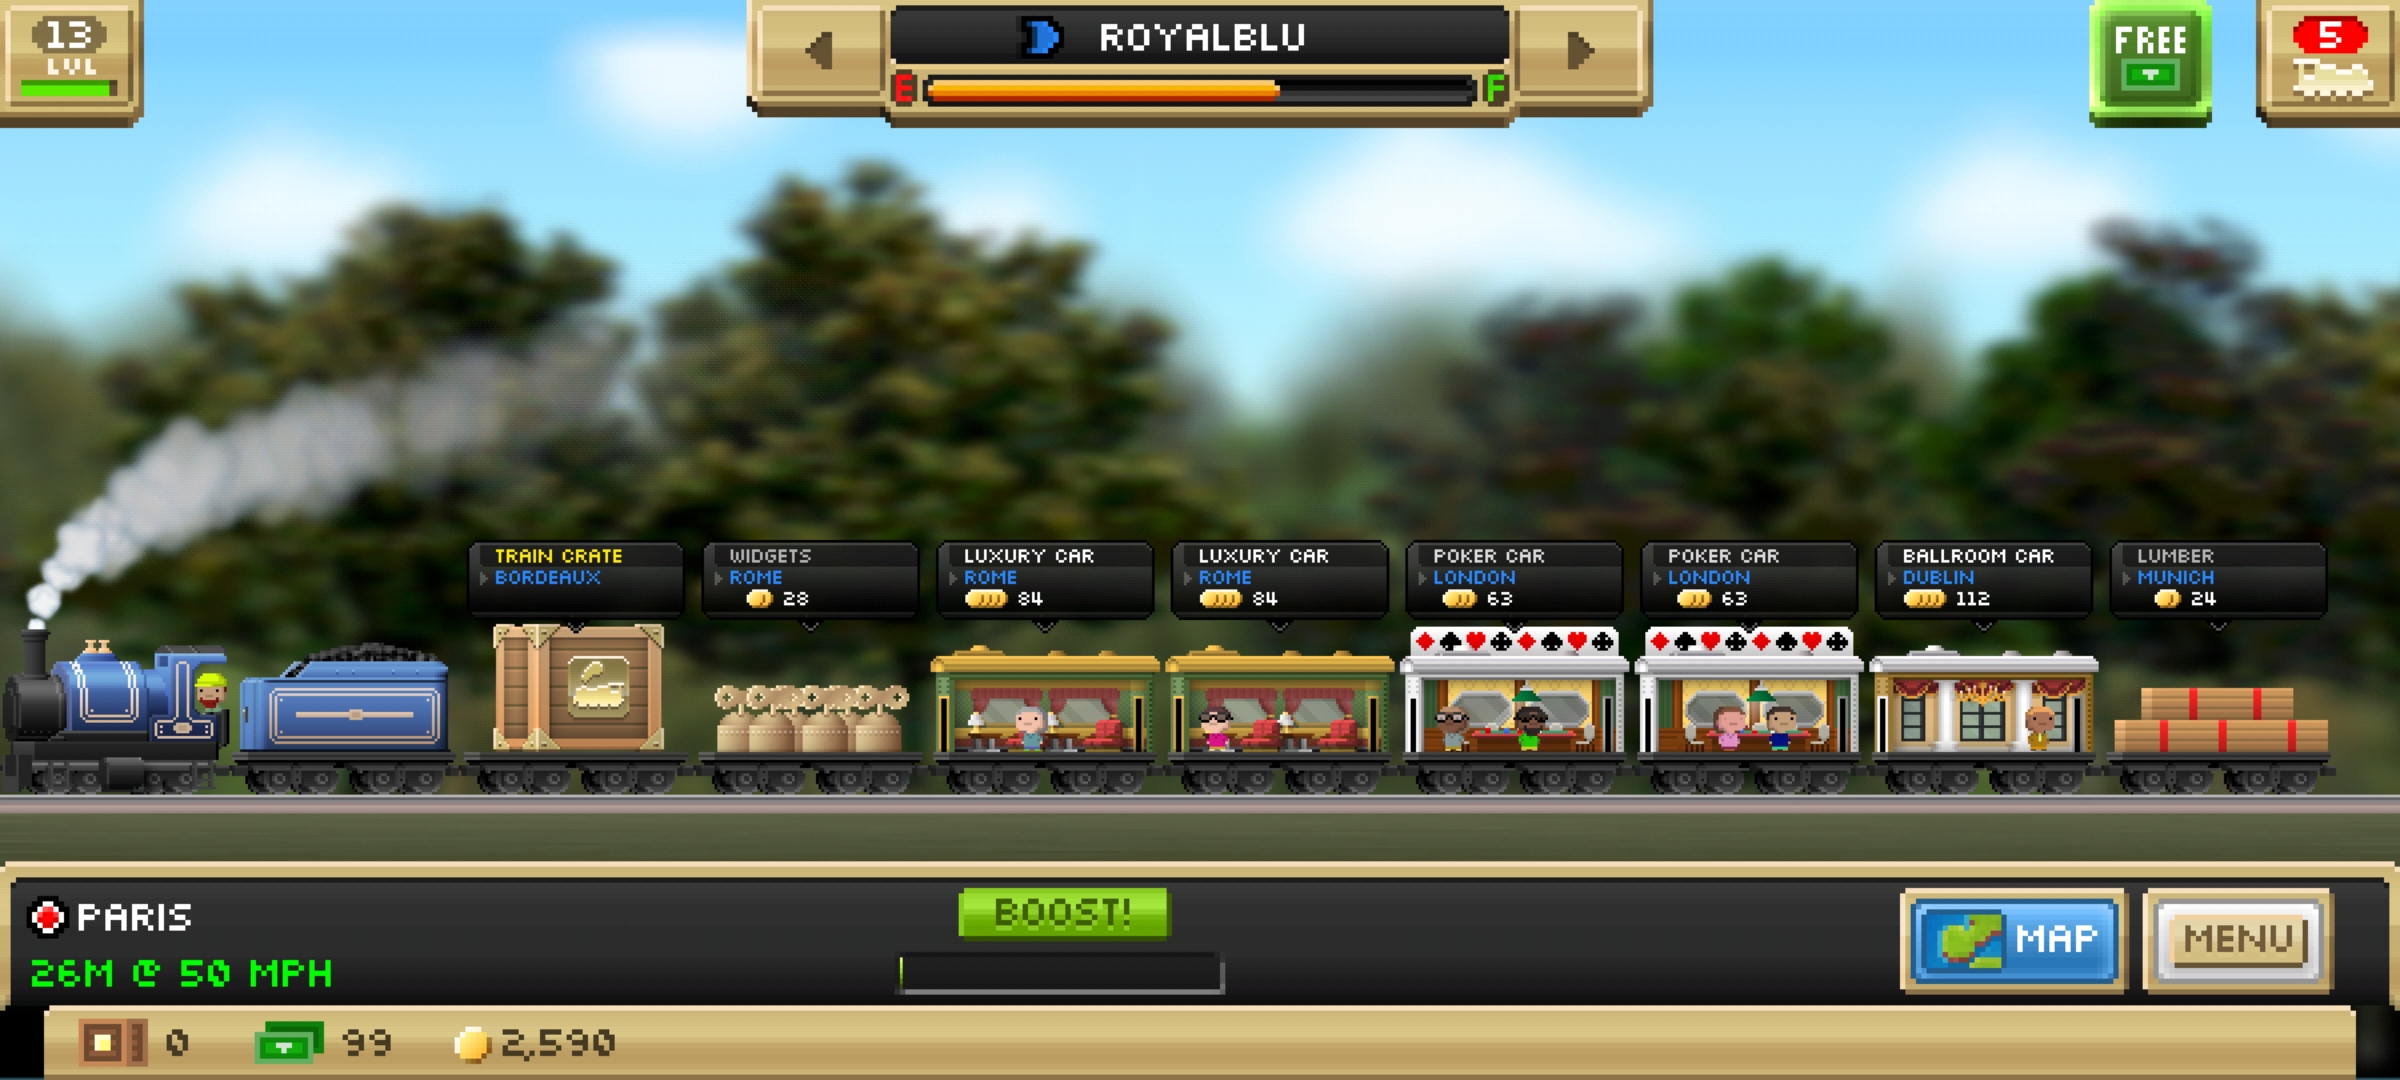 13
LVL
ROYALBLU
E F
FREE
5
TRAIN CRATE
BORDEAUX
WIDGETS
ROME
28
LUXURY CAR
ROME
84
LUXURY CAR
ROME
84
POKER CAR
LONDON
63
POKER CAR
LONDON
63
BALLROOM CAR
DUBLIN
112
LUMBER
MUNICH
24
PARIS
26M @ 50 MPH
BOOST!
MAP
MENU
0
99
2,590